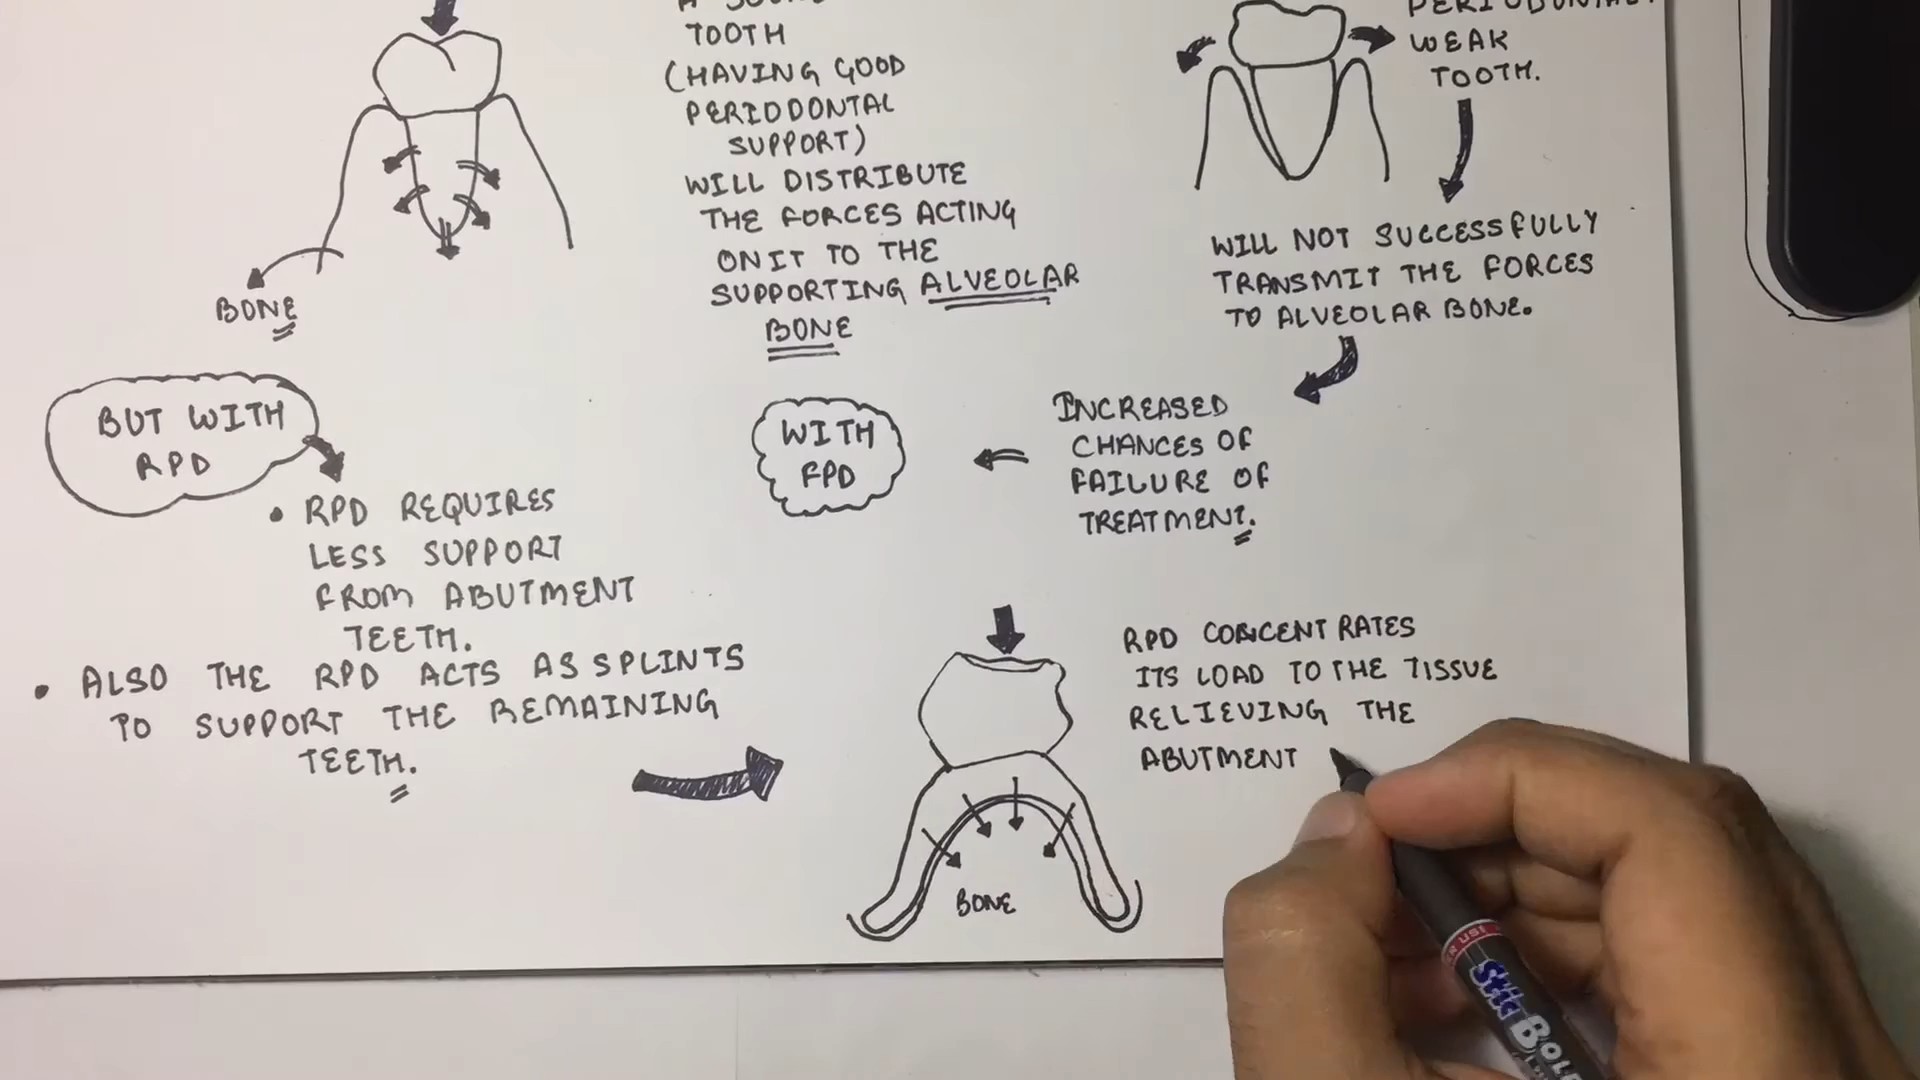 TOOTH
(HAVING GOOD
PERIODONTAL
SUPPORT)
WILL DISTRIBUTE
THE FORCES ACTING
ON IT TO THE
SUPPORTING ALVEOLAR
BONE
BONE
WEAK
TOOTH.
WILL NOT SUCCESSFULLY
TRANSMIT THE FORCES
TO ALVEOLAR BONE.
INCREASED
CHANCES OF
FAILURE OF
TREATMENT.
WITH
FPD
BUT WITH
RPD
• RPD REQUIRES
LESS SUPPORT
FROM ABUTMENT
TEETH.
• ALSO THE RPD ACTS AS SPLINTS
TO SUPPORT THE REMAINING
TEETH.
BONE
RPD CONCENTRATES
ITS LOAD TO THE TISSUE
RELIEVING THE
ABUTMENT
Stic BOLD